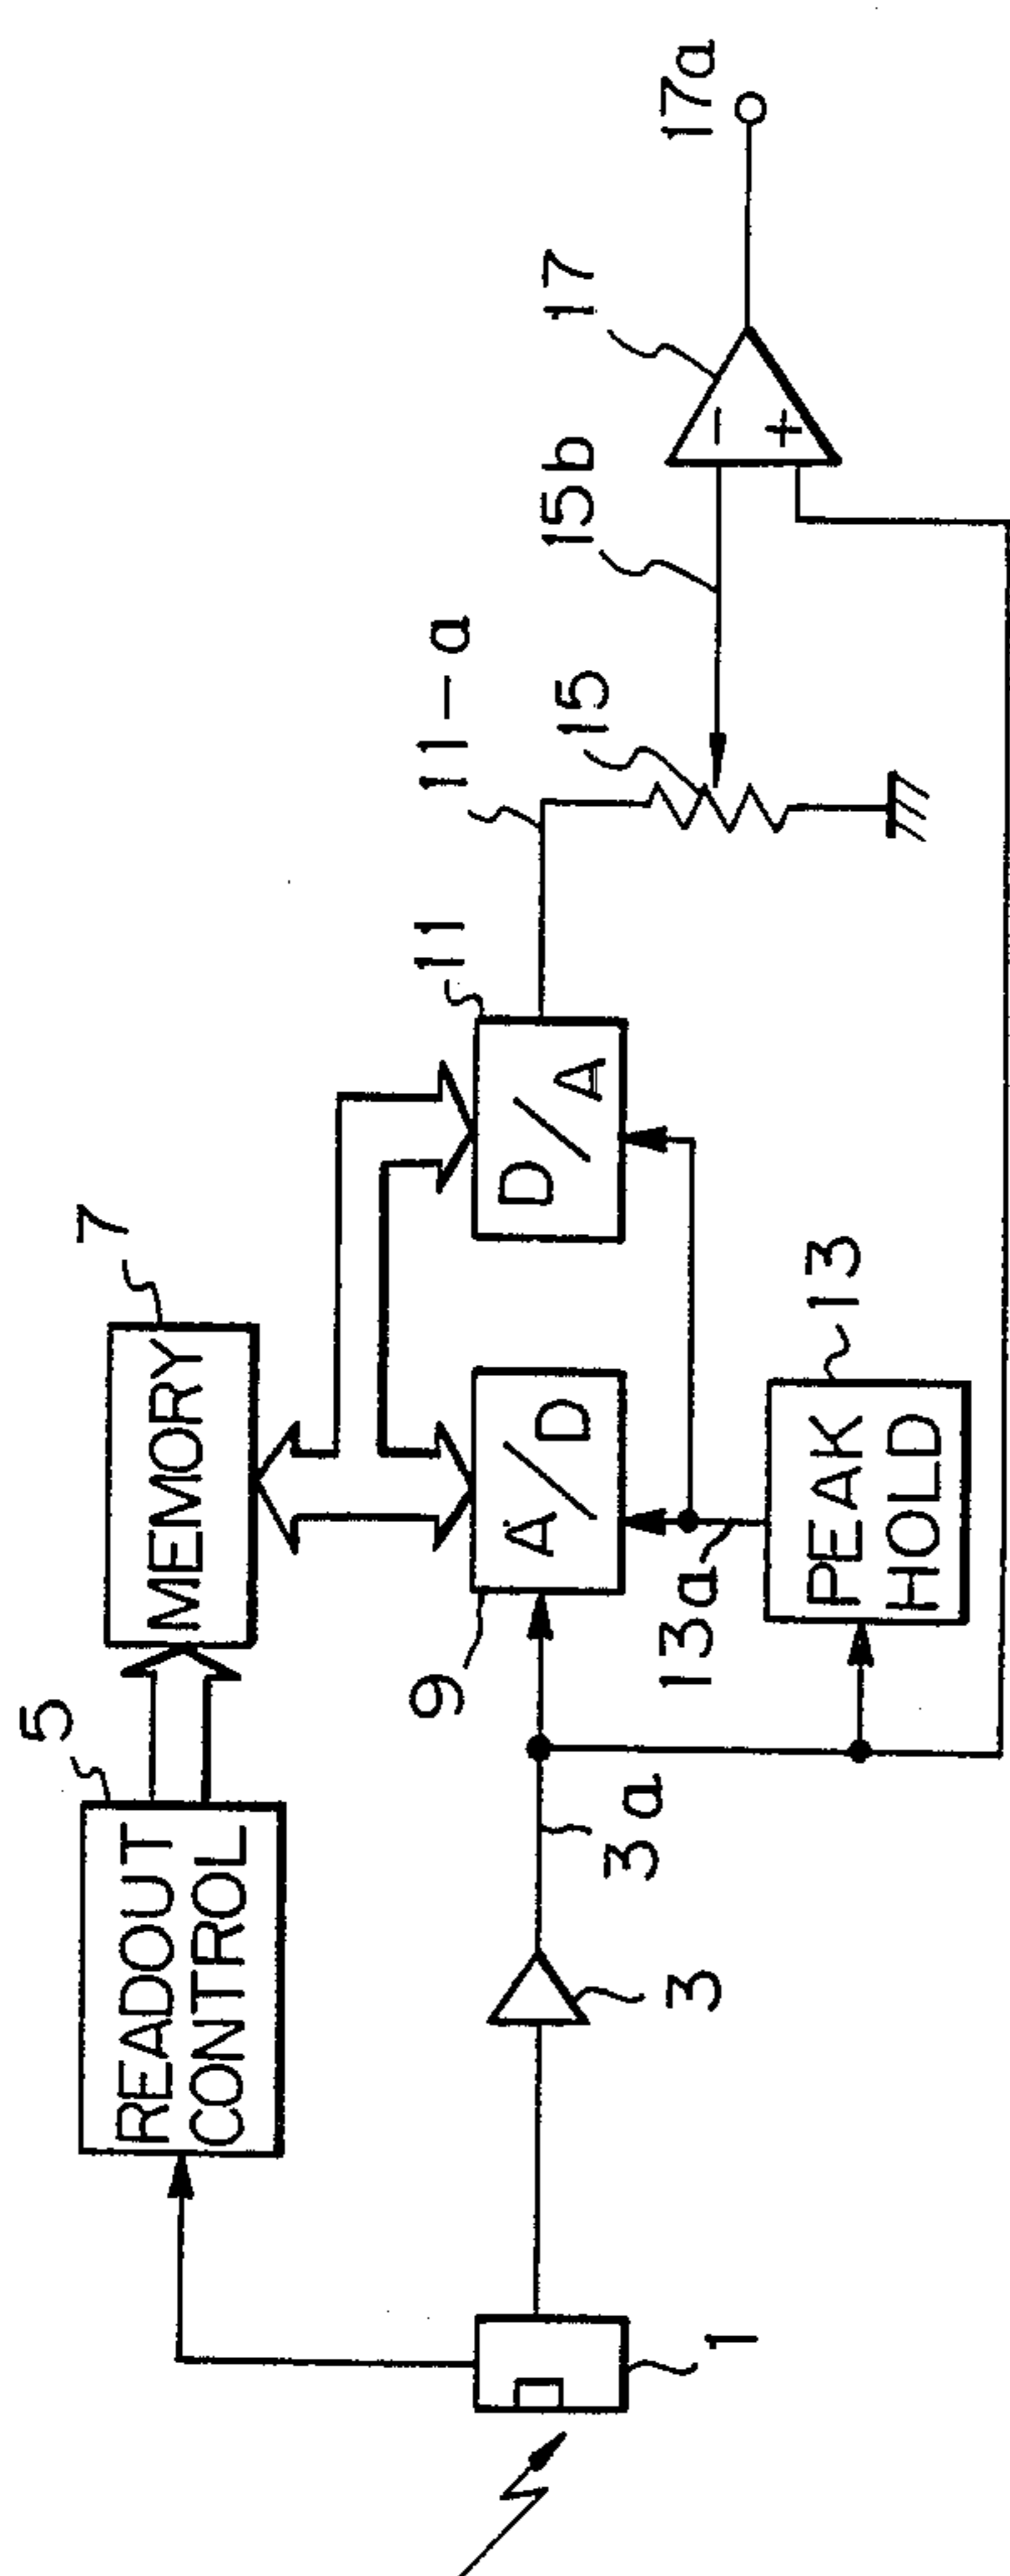 5
READOUT
CONTROL
7
MEMORY
9
A/D
11
D/A
11-a
15
15b
17
17a
-
+
1
3
3a
13a
13
PEAK
HOLD